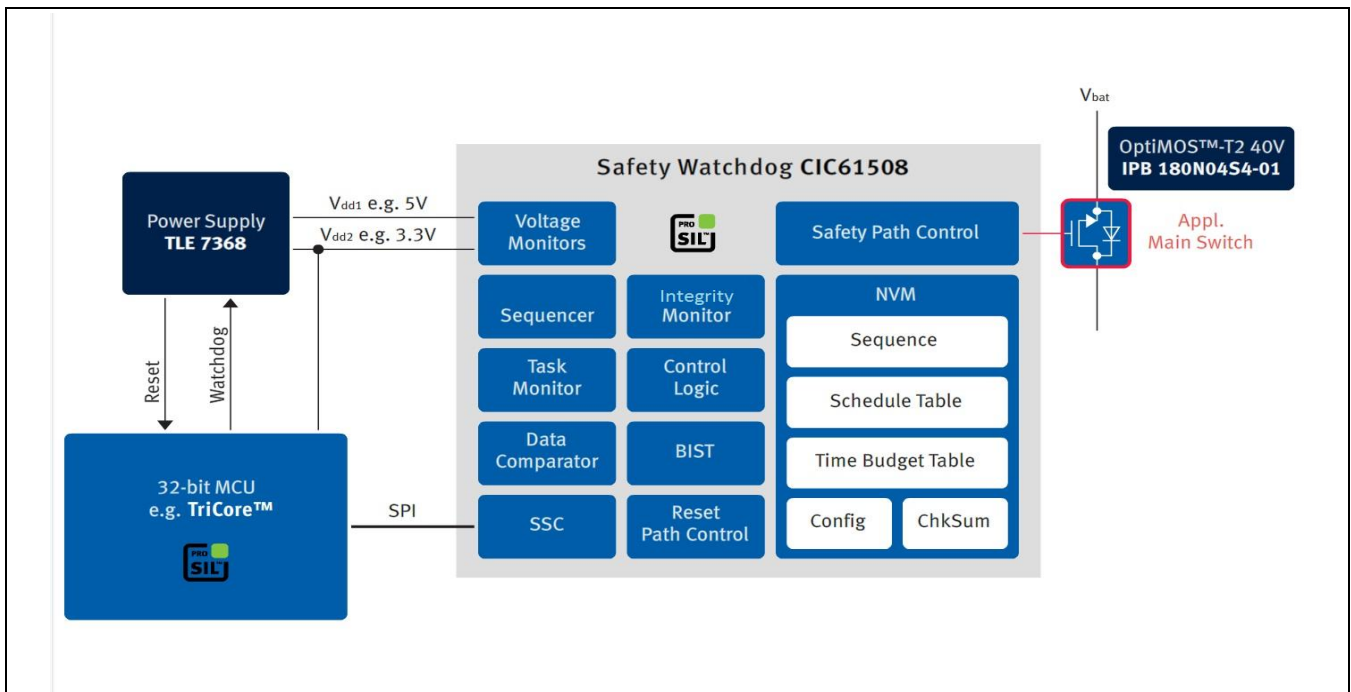 Safety Watchdog CIC61508
Power Supply
TLE 7368
Vdd1 e.g. 5V
Vdd2 e.g. 3.3V
Reset
Watchdog
32-bit MCU
e.g. TriCore™
PRO
SIL™
SPI
Voltage
Monitors
PRO
SIL™
Safety Path Control
Sequencer
Integrity
Monitor
Task
Monitor
Control
Logic
Data
Comparator
BIST
SSC
Reset
Path Control
NVM
Sequence
Schedule Table
Time Budget Table
Config
ChkSum
Vbat
OptiMOS™-T2 40V
IPB 180N04S4-01
Appl.
Main Switch